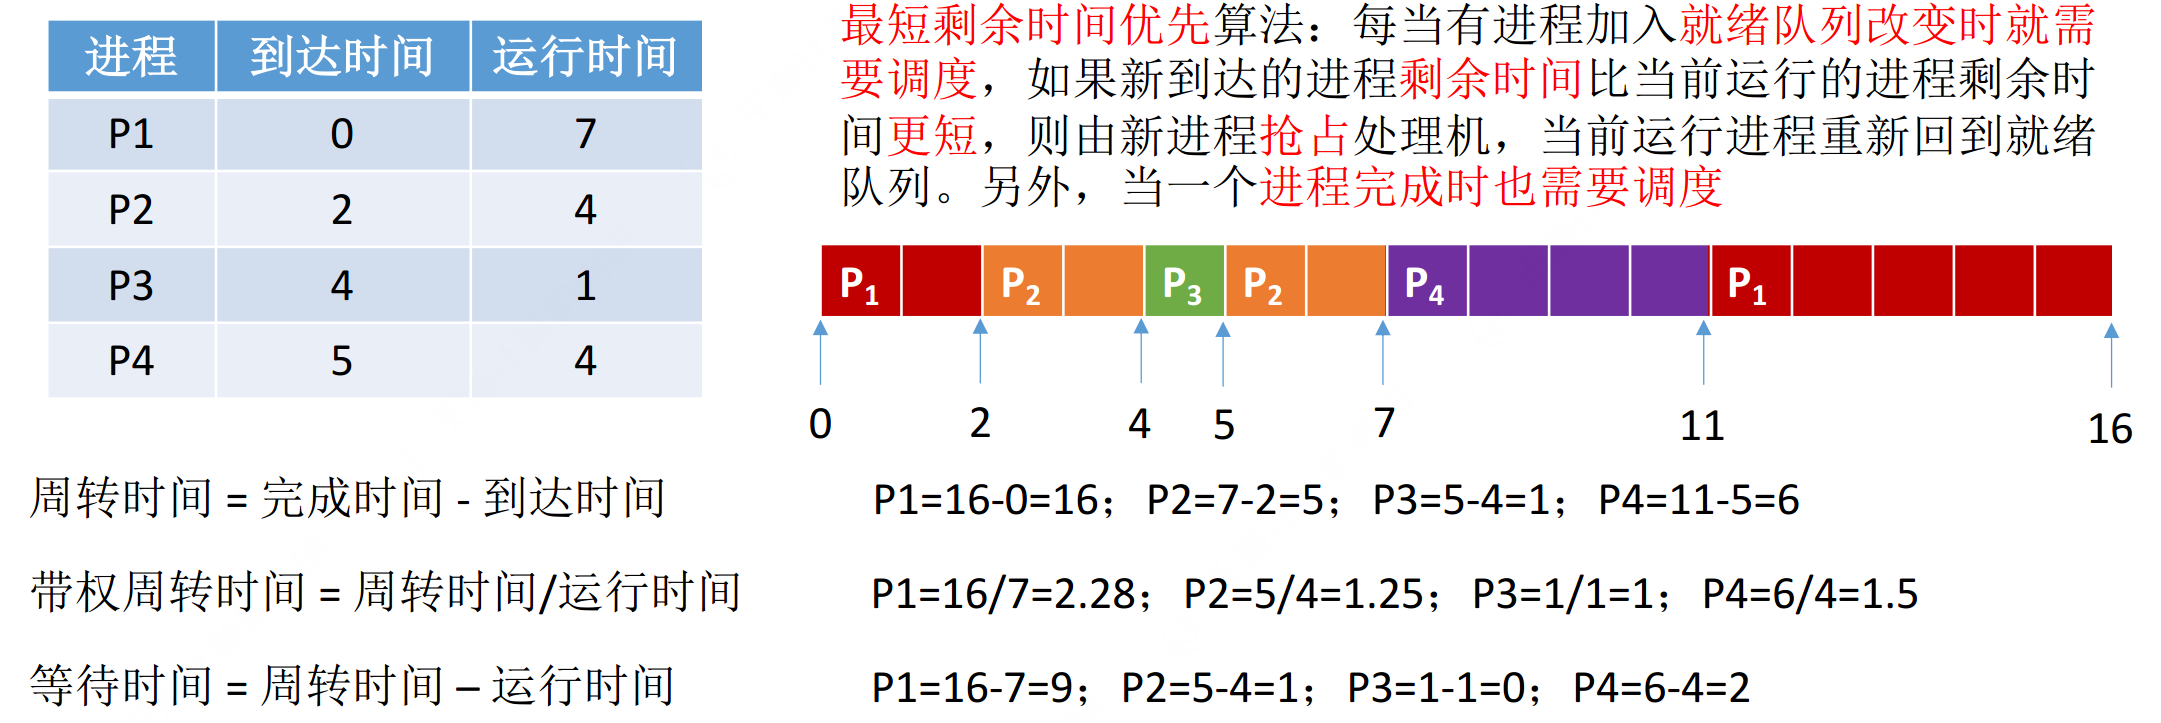 进程 到达时间 运行时间
P1 0 7
P2 2 4
P3 4 1
P4 5 4
最短剩余时间优先算法：每当有进程加入就绪队列改变时就需
要调度，如果新到达的进程剩余时间比当前运行的进程剩余时
间更短，则由新进程抢占处理机，当前运行进程重新回到就绪
队列。另外，当一个进程完成时也需要调度
P1 P2 P3 P2 P4 P1
0 2 4 5 7 11 16
周转时间 = 完成时间 - 到达时间
P1=16-0=16；P2=7-2=5；P3=5-4=1；P4=11-5=6
带权周转时间 = 周转时间/运行时间
P1=16/7=2.28；P2=5/4=1.25；P3=1/1=1；P4=6/4=1.5
等待时间 = 周转时间 – 运行时间
P1=16-7=9；P2=5-4=1；P3=1-1=0；P4=6-4=2